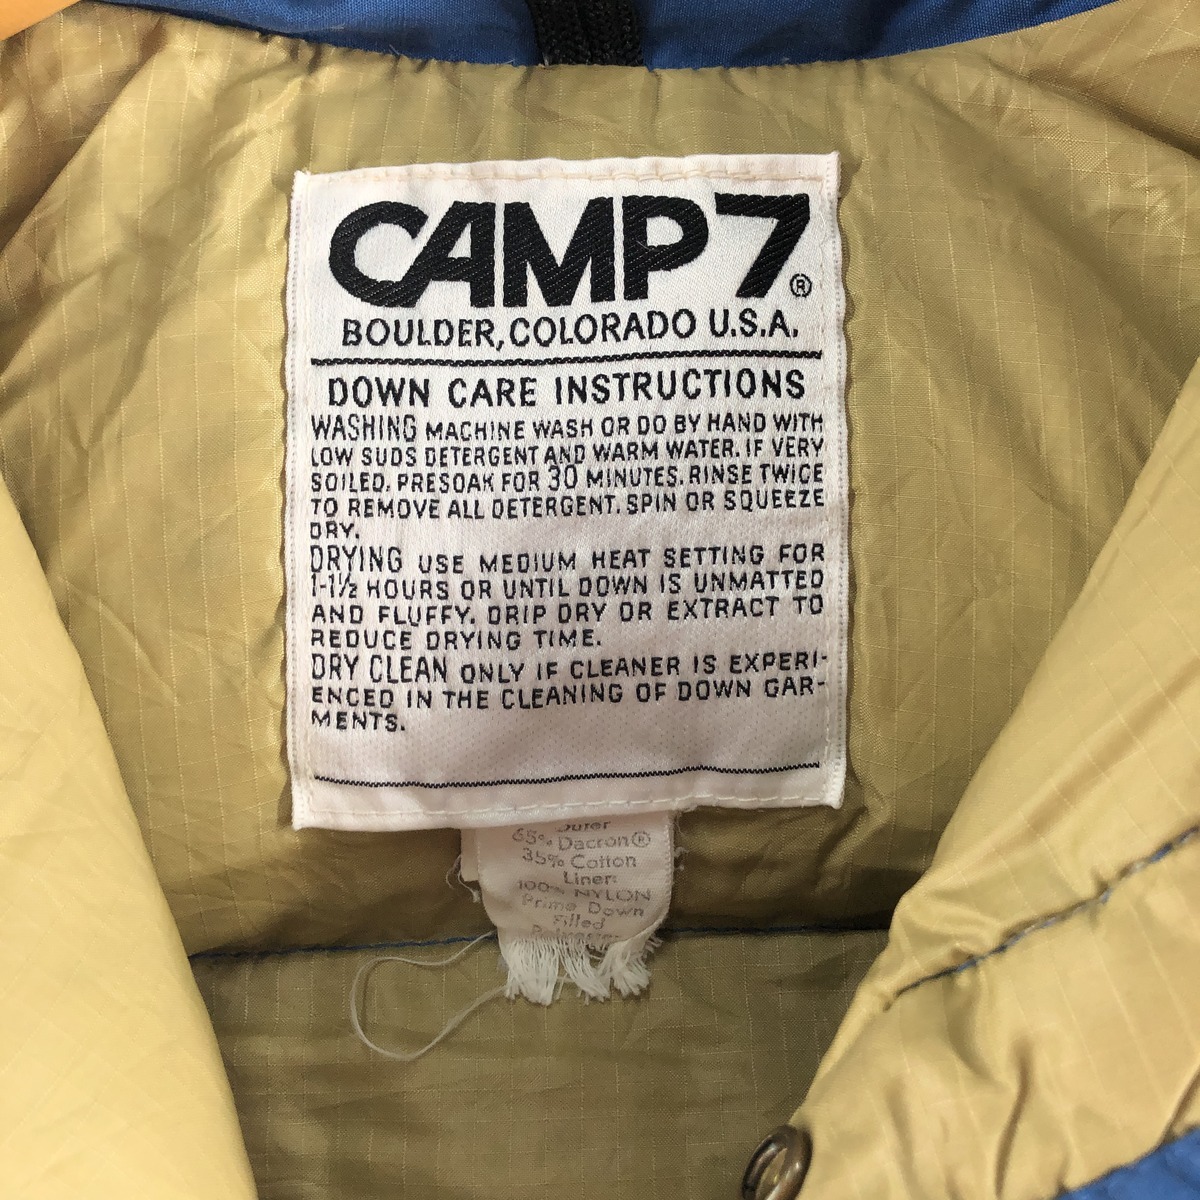 CAMP 7®
BOULDER, COLORADO U.S.A.
DOWN CARE INSTRUCTIONS
WASHING MACHINE WASH OR DO BY HAND WITH
LOW SUDS DETERGENT AND WARM WATER. IF VERY
SOILED, PRESOAK FOR 30 MINUTES. RINSE TWICE
TO REMOVE ALL DETERGENT. SPIN OR SQUEEZE
DRY.
DRYING USE MEDIUM HEAT SETTING FOR
1-1½ HOURS OR UNTIL DOWN IS UNMATTED
AND FLUFFY. DRIP DRY OR EXTRACT TO
REDUCE DRYING TIME.
DRY CLEAN ONLY IF CLEANER IS EXPERI-
ENCED IN THE CLEANING OF DOWN GAR-
MENTS.
Outer
65% Dacron®
35% Cotton
Liner:
100% NYLON
Prime Down
Filled